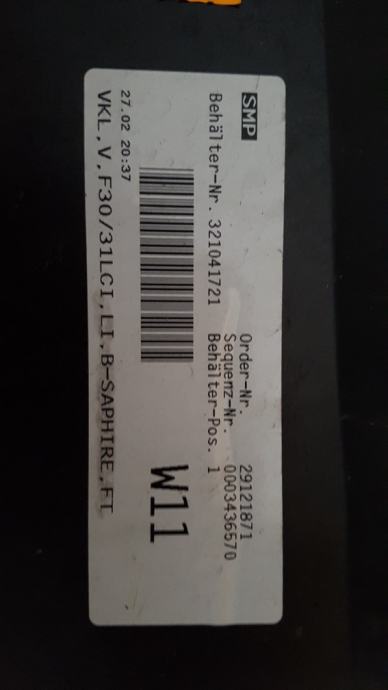 SMP
Order-Nr. 29121871
Sequenz-Nr. 0003436570
Behälter-Nr. 321041721 Behälter-Pos. 1
W11
27.02 20:37
VKL,V,F30/31LCI,LI,B-SAPHIRE,FT